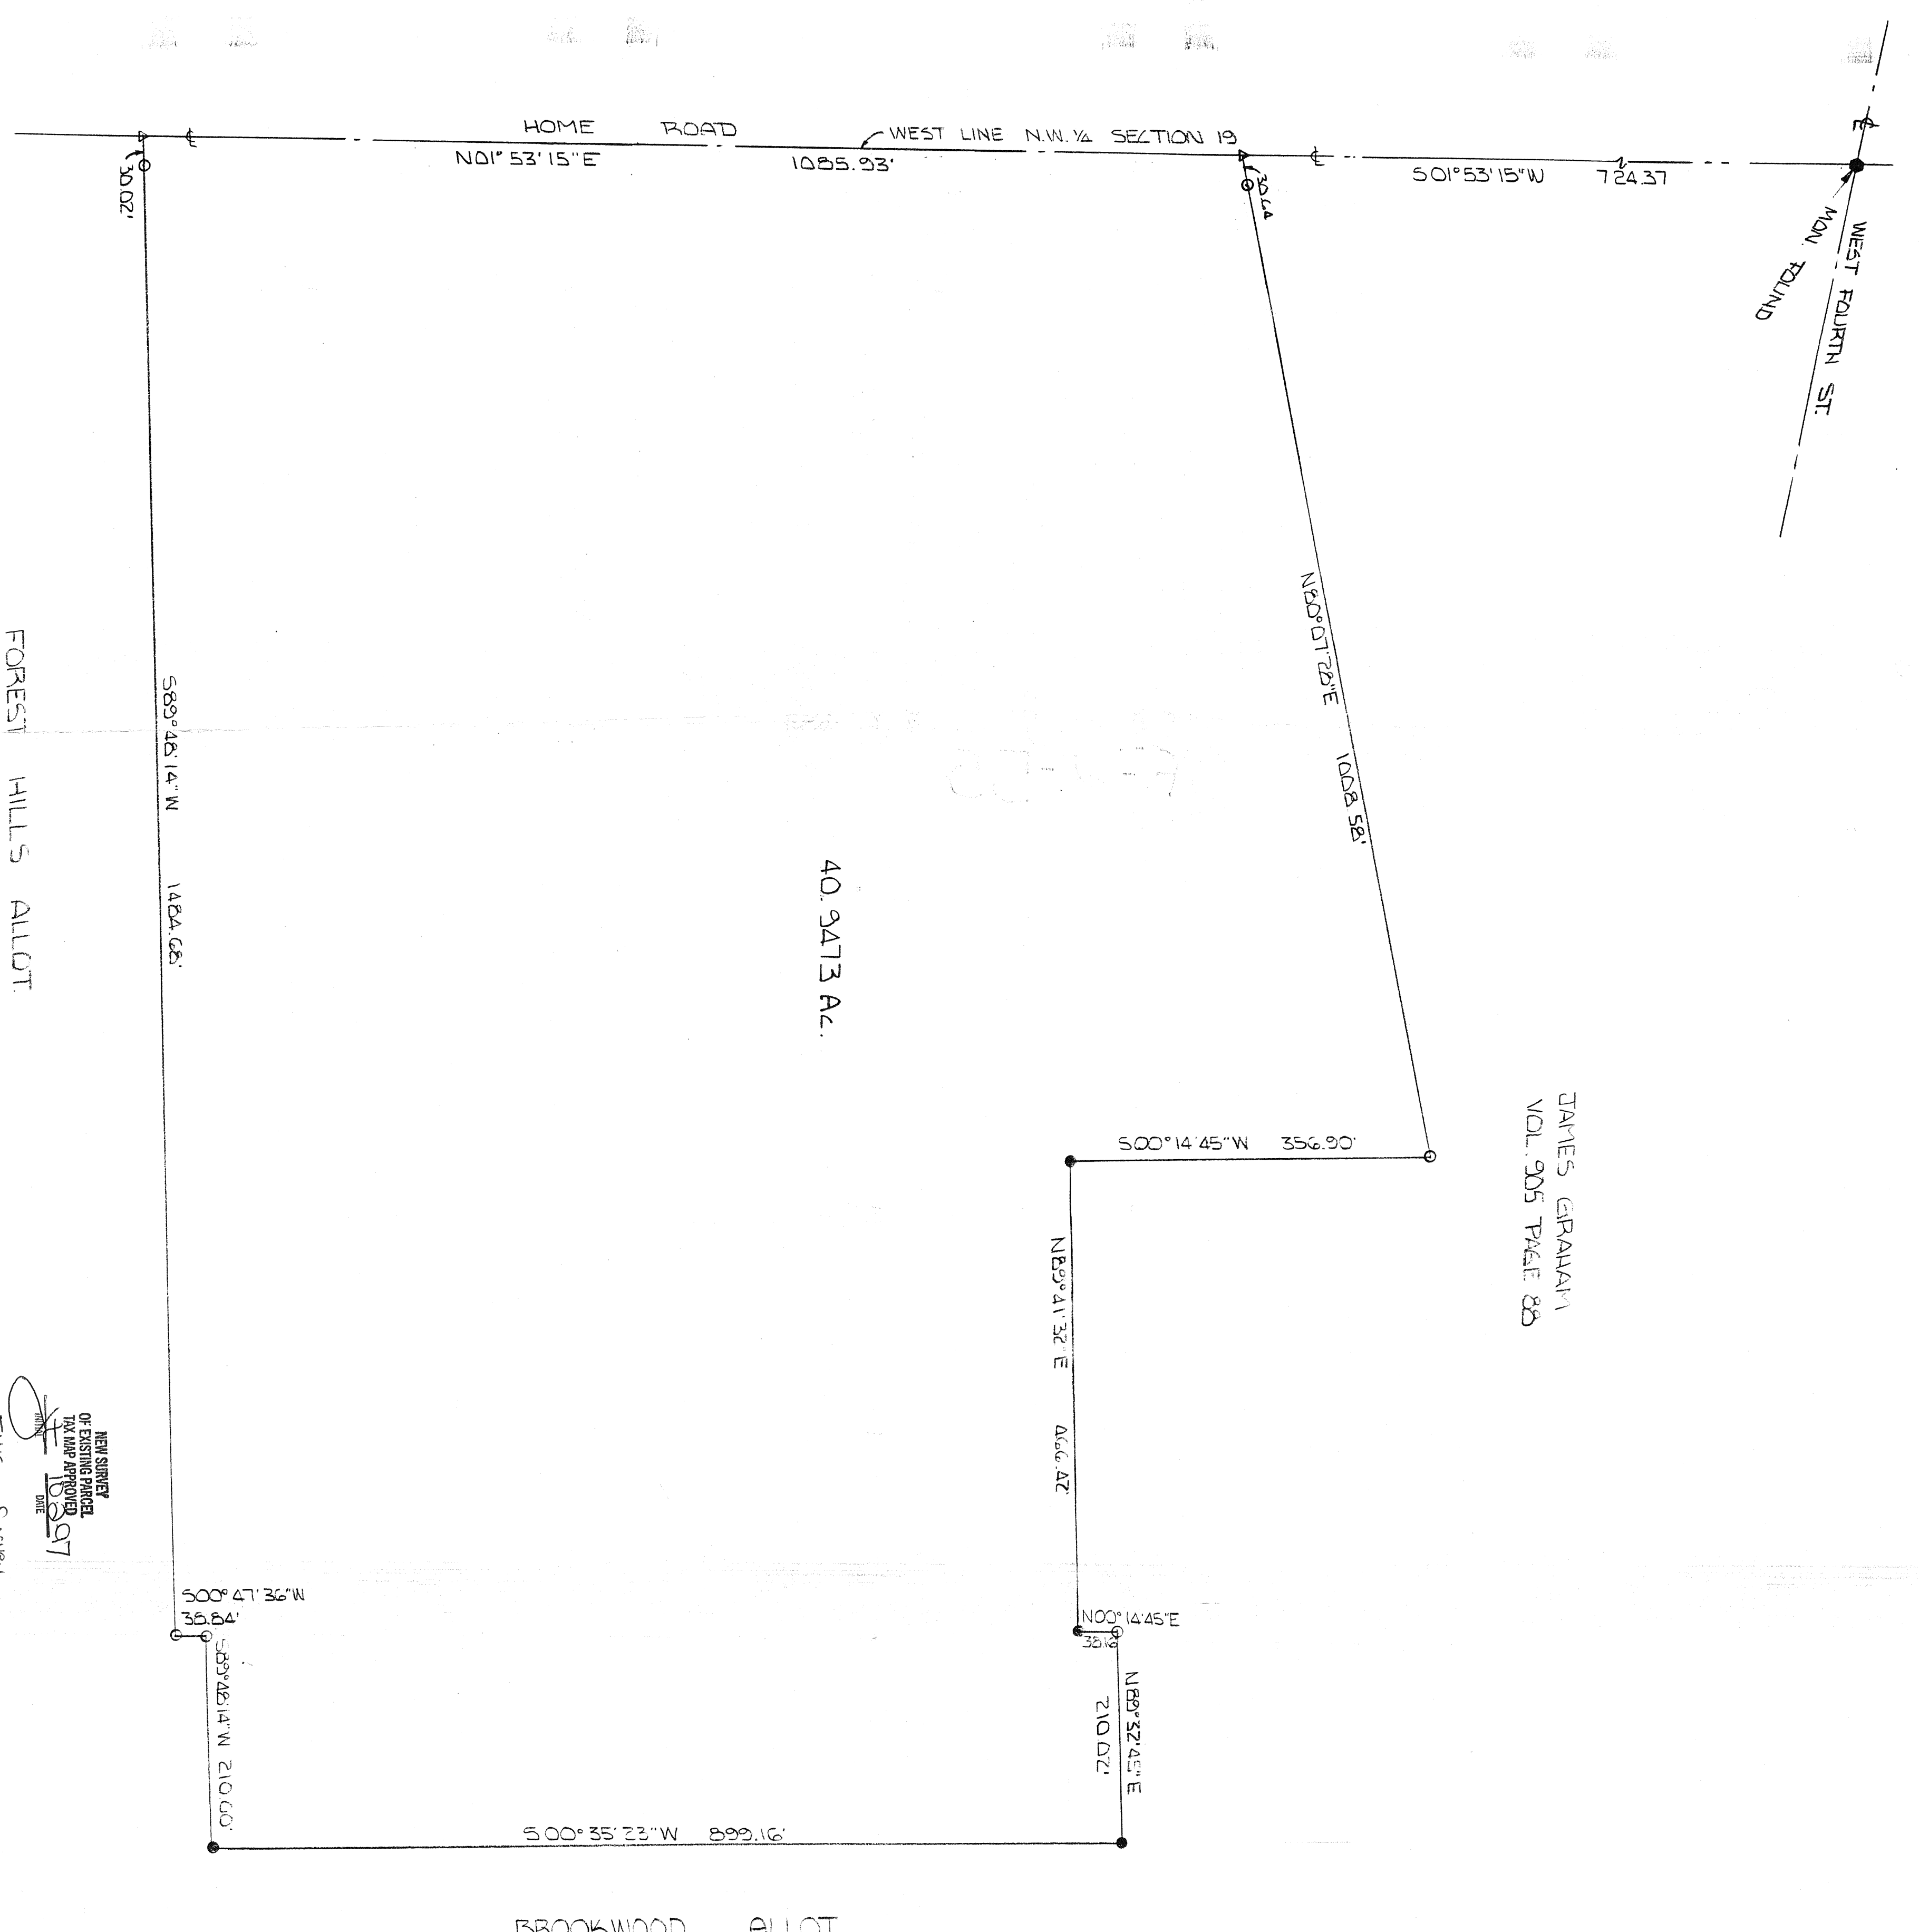 HOME ROAD
WEST LINE N.W. ¼ SECTION 19
N01° 53' 15" E 1085.93'
S01° 53' 15" W 724.37
30.02'
30.64
MON. FOUND
WEST FOURTH ST.
N80° 07' 28" E 1008.58'
S89° 48' 14" W 1484.68'
FOREST HILLS ALLOT.
40.9473 Ac.
JAMES GRAHAM
VOL. 905 PAGE 88
S00° 14' 45" W 356.90'
N89° 41' 32" E 466.42'
N00° 14' 45" E
N89° 32' 45" E
210.02'
S00° 47' 36" W
S89° 48' 14" W 210.00'
S00° 35' 23" W 899.16'
BROOKWOOD ALLOT.
NEW SURVEY
OF EXISTING PARCEL
TAX MAP APPROVED
DATE